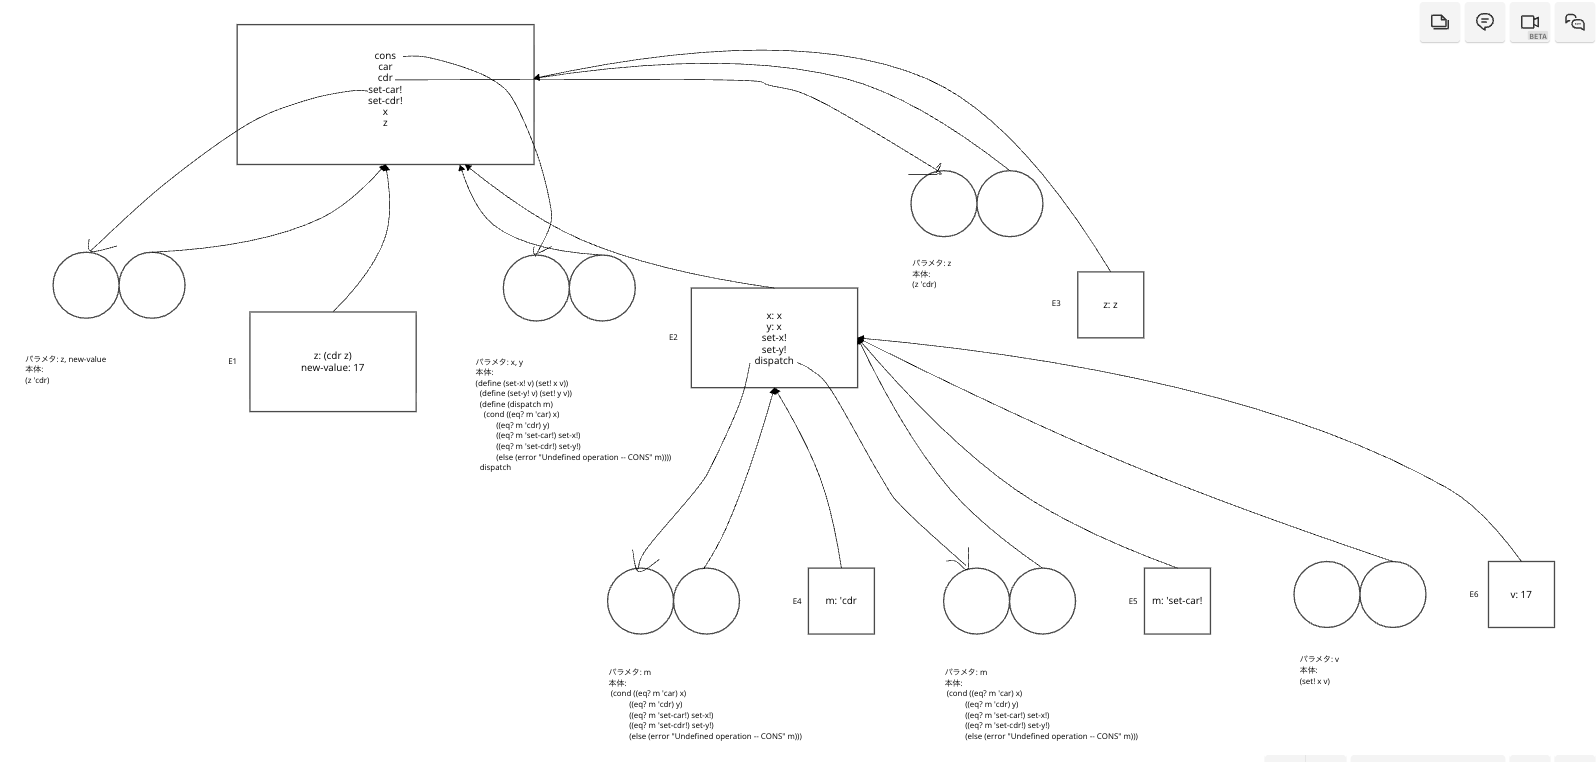 BETA
cons
car
cdr
set-car!
set-cdr!
x
z
パラメタ: z
本体:
(z 'cdr)
E3
z: z
パラメタ: z, new-value
本体:
(z 'cdr)
E1
z: (cdr z)
new-value: 17
パラメタ: x, y
本体:
(define (set-x! v) (set! x v))
(define (set-y! v) (set! y v))
(define (dispatch m)
(cond ((eq? m 'car) x)
((eq? m 'cdr) y)
((eq? m 'set-car!) set-x!)
((eq? m 'set-cdr!) set-y!)
(else (error "Undefined operation -- CONS" m))))
dispatch
E2
x: x
y: x
set-x!
set-y!
dispatch
E4
m: 'cdr
E5
m: 'set-car!
E6
v: 17
パラメタ: m
本体:
(cond ((eq? m 'car) x)
((eq? m 'cdr) y)
((eq? m 'set-car!) set-x!)
((eq? m 'set-cdr!) set-y!)
(else (error "Undefined operation -- CONS" m)))
パラメタ: m
本体:
(cond ((eq? m 'car) x)
((eq? m 'cdr) y)
((eq? m 'set-car!) set-x!)
((eq? m 'set-cdr!) set-y!)
(else (error "Undefined operation -- CONS" m)))
パラメタ: v
本体:
(set! x v)